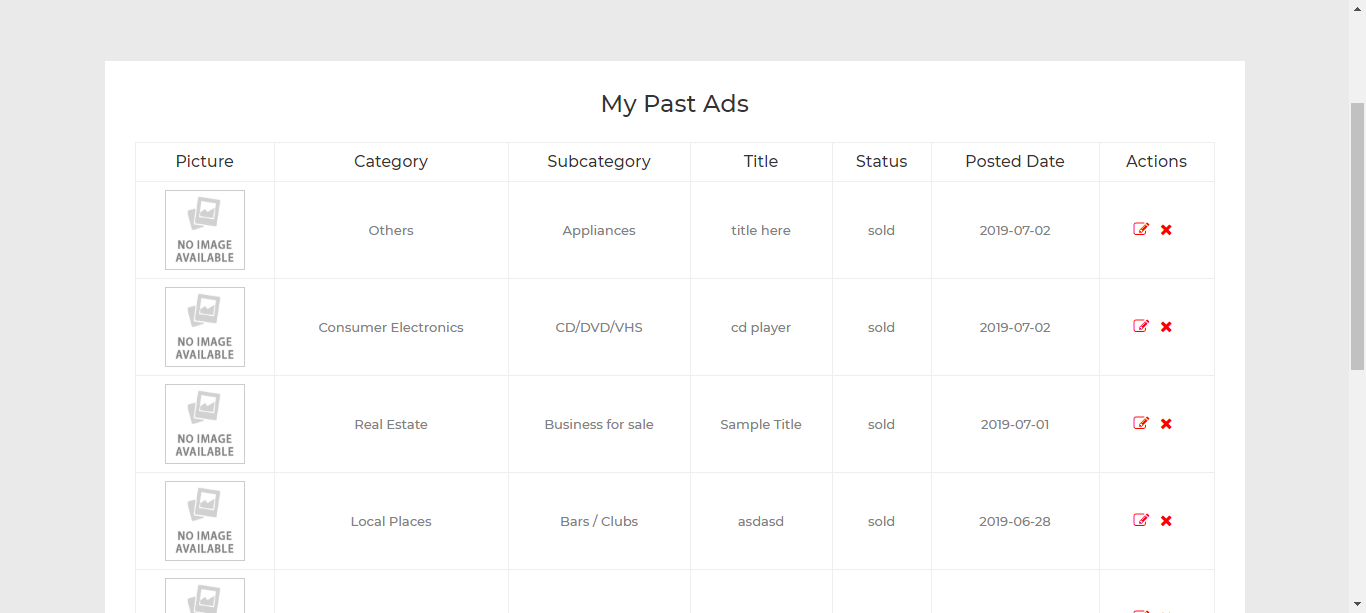 My Past Ads
Picture Category Subcategory Title Status Posted Date Actions
NO IMAGE
AVAILABLE
Others Appliances title here sold 2019-07-02
NO IMAGE
AVAILABLE
Consumer Electronics CD/DVD/VHS cd player sold 2019-07-02
NO IMAGE
AVAILABLE
Real Estate Business for sale Sample Title sold 2019-07-01
NO IMAGE
AVAILABLE
Local Places Bars / Clubs asdasd sold 2019-06-28